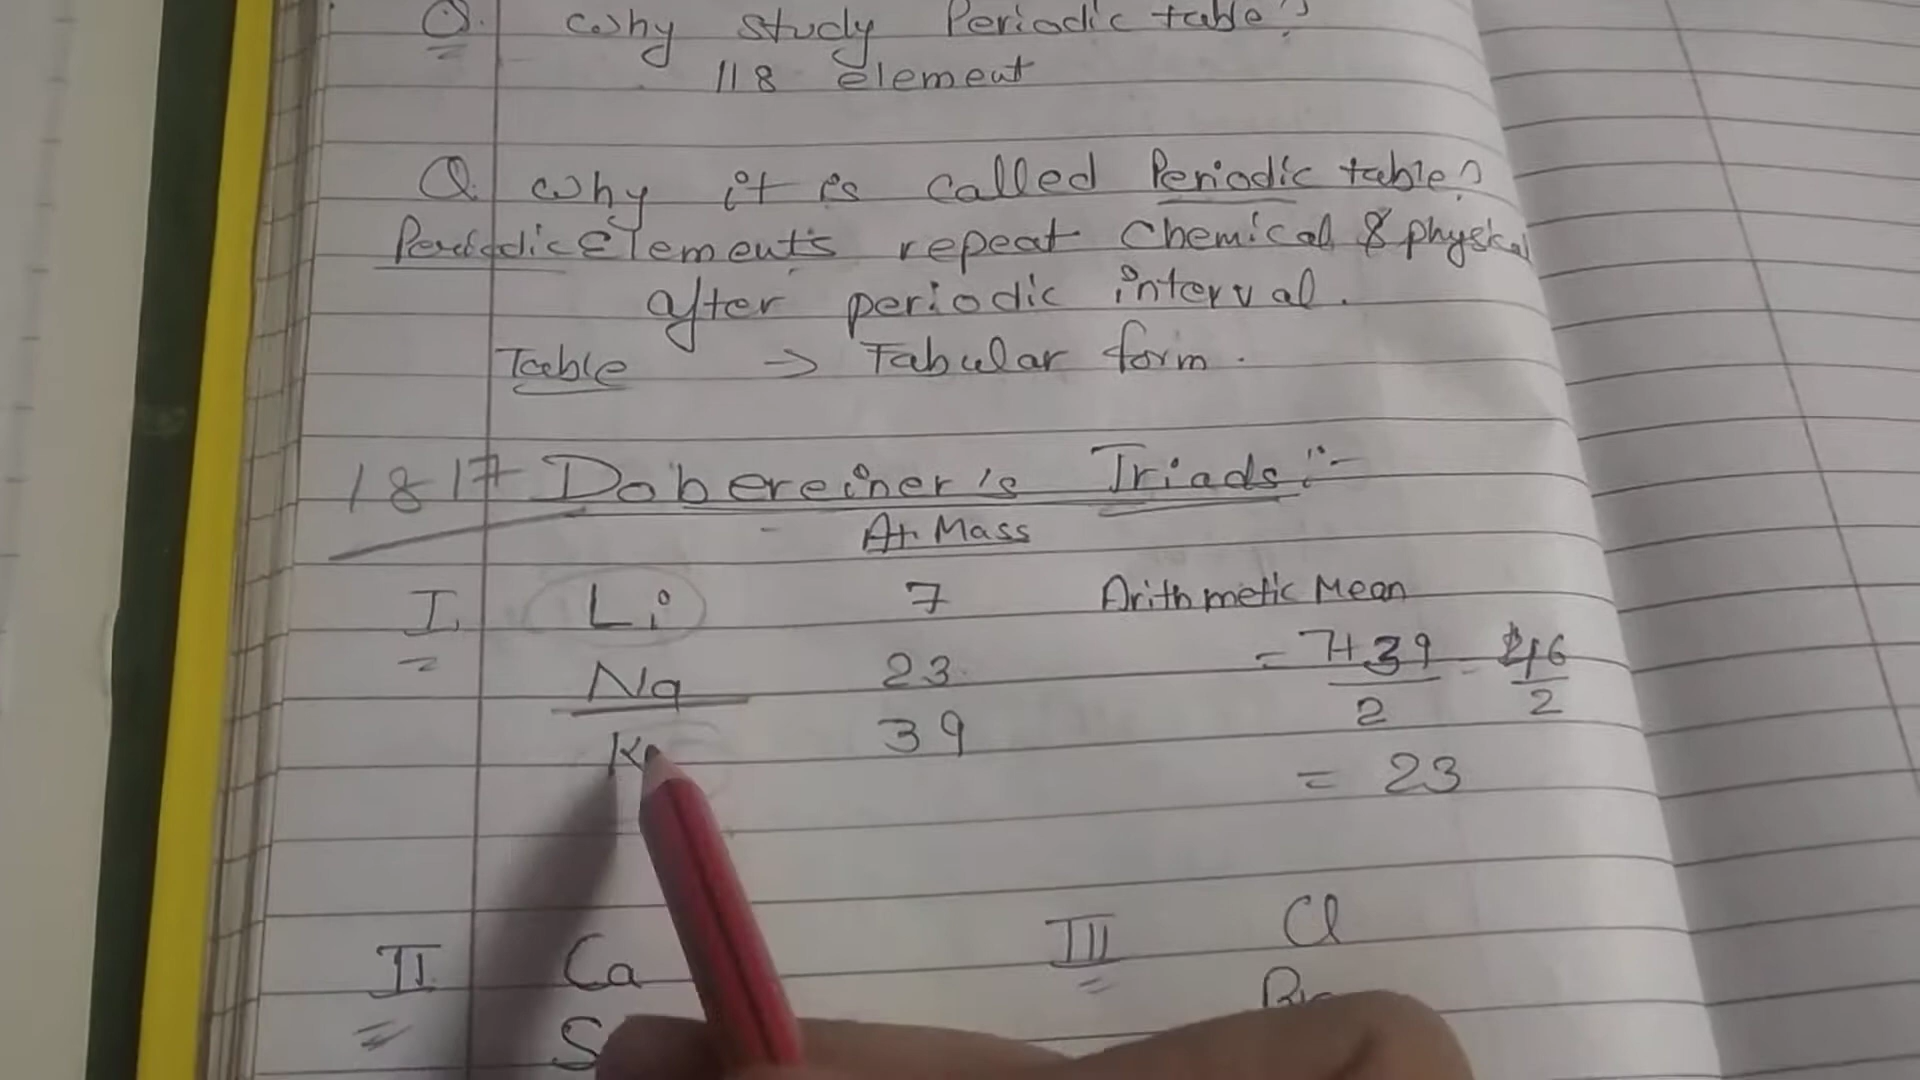 Q. Why study Periodic table?
118 element
Q. Why it is called Periodic table?
Periodic Elements repeat Chemical & physical
after periodic interval.
Table → Tabular form.
1817 Dobereiner's Triads :-
At. Mass
I Li 7 Arithmetic Mean
Na 23 = 7+39/2 = 46/2
K 39 = 23
II Ca III Cl
S Br